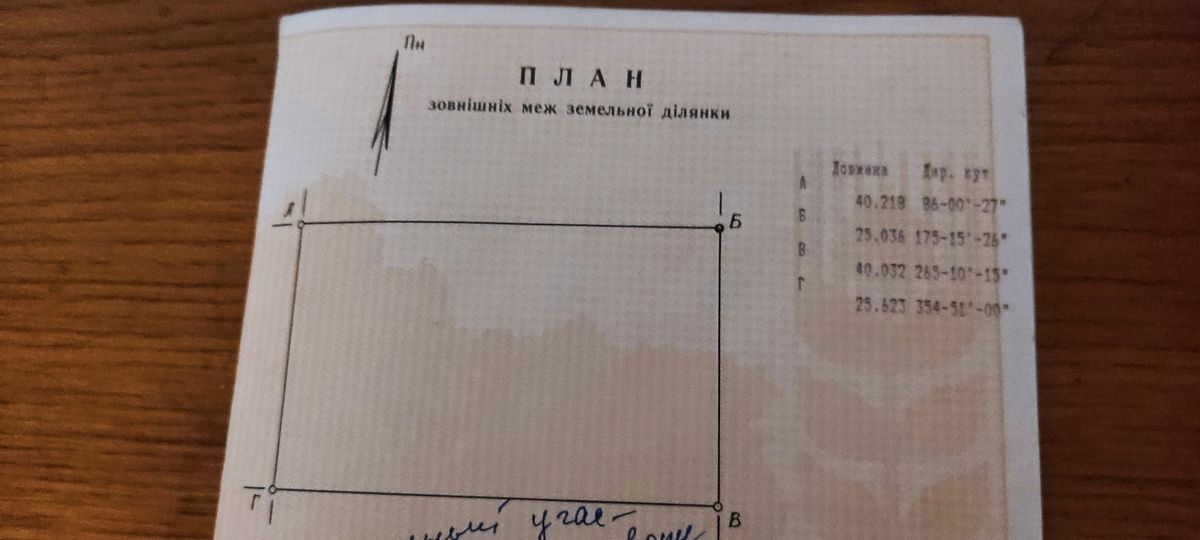 Пн
ПЛАН
зовнішніх меж земельної ділянки
Довжина Дир. кут
А
40.218 86-00'-27"
Б
25.036 175-15'-26"
В
40.032 265-10'-15"
Г
25.623 354-51'-00"
А
Б
Г
В